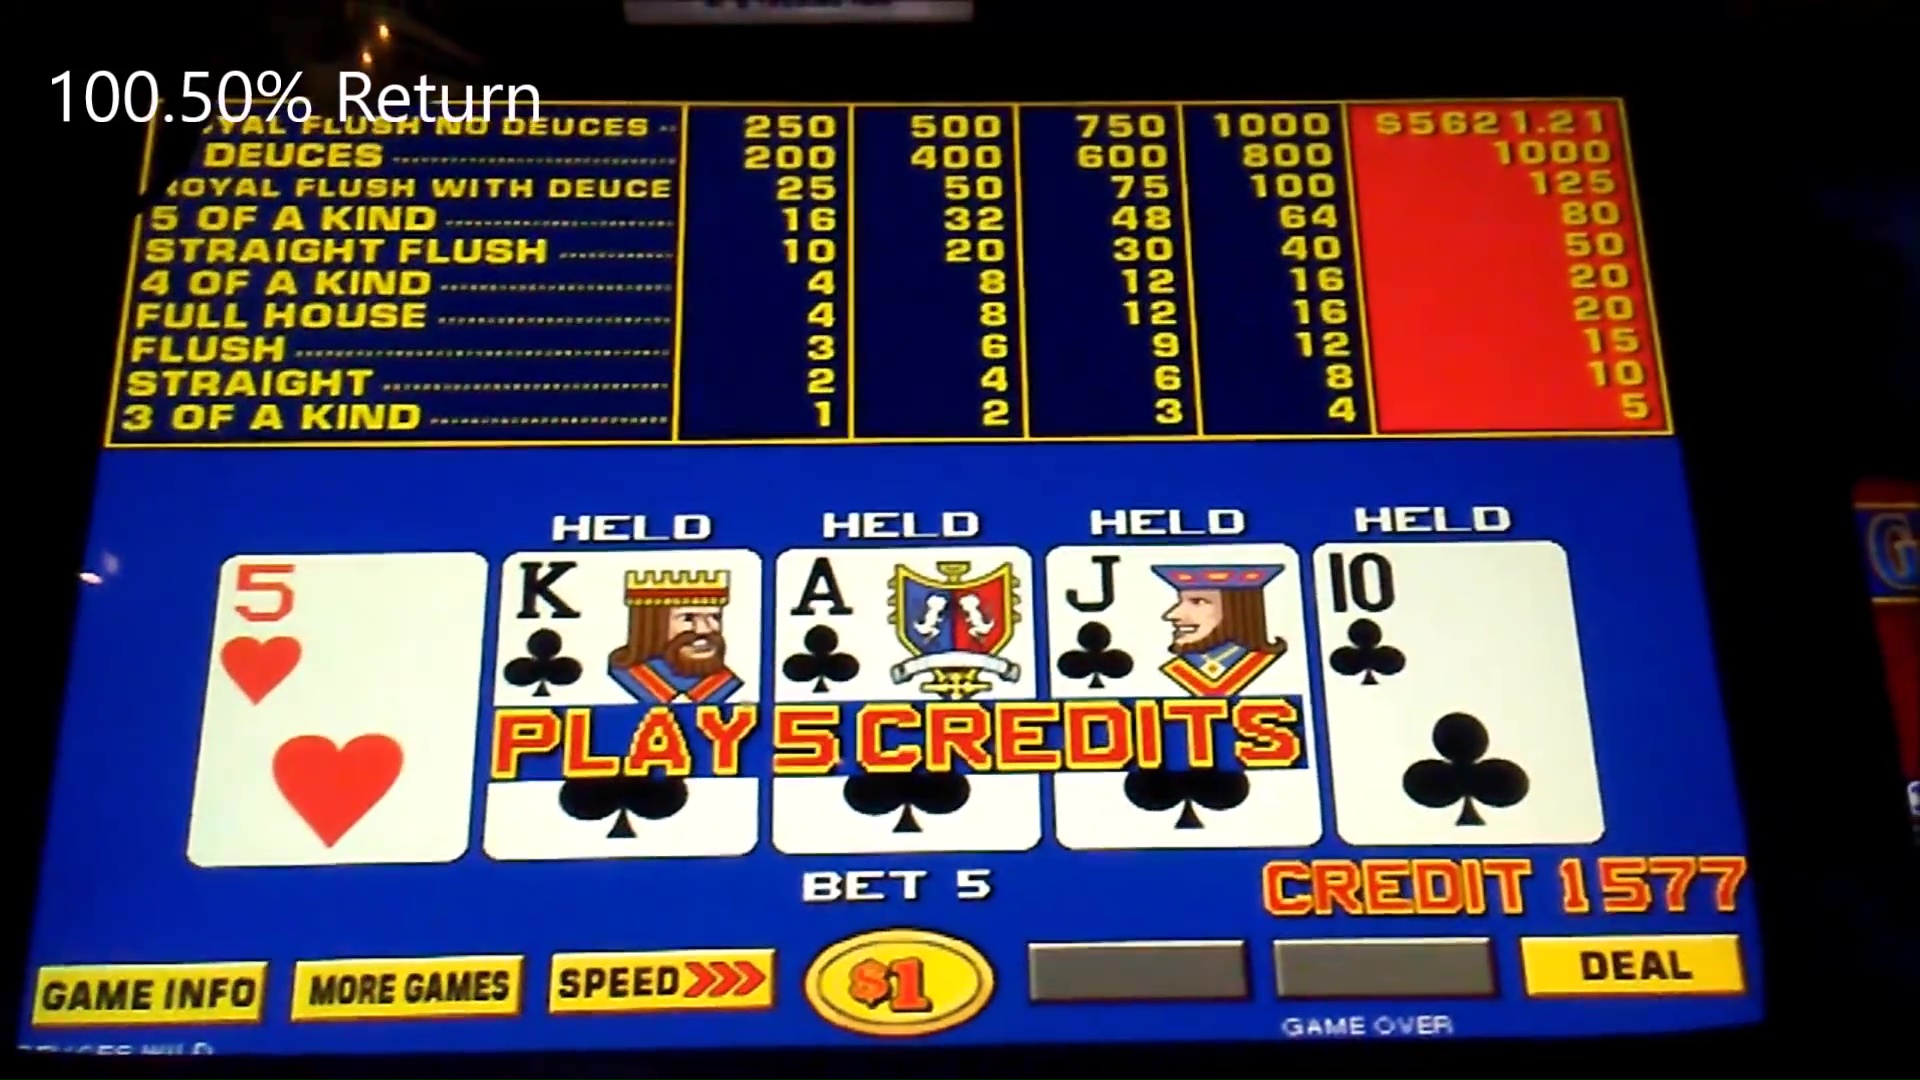 100.50% Return
YAL FLUSH NO DEUCES 250 500 750 1000 $5621.21
DEUCES 200 400 600 800 1000
OYAL FLUSH WITH DEUCE 25 50 75 100 125
5 OF A KIND 16 32 48 64 80
STRAIGHT FLUSH 10 20 30 40 50
4 OF A KIND 4 8 12 16 20
FULL HOUSE 4 8 12 16 20
FLUSH 3 6 9 12 15
STRAIGHT 2 4 6 8 10
3 OF A KIND 1 2 3 4 5
HELD HELD HELD HELD
5 K A J 10
PLAY 5 CREDITS
BET 5 CREDIT 1577
GAME INFO MORE GAMES SPEED $1 DEAL
GAME OVER
G